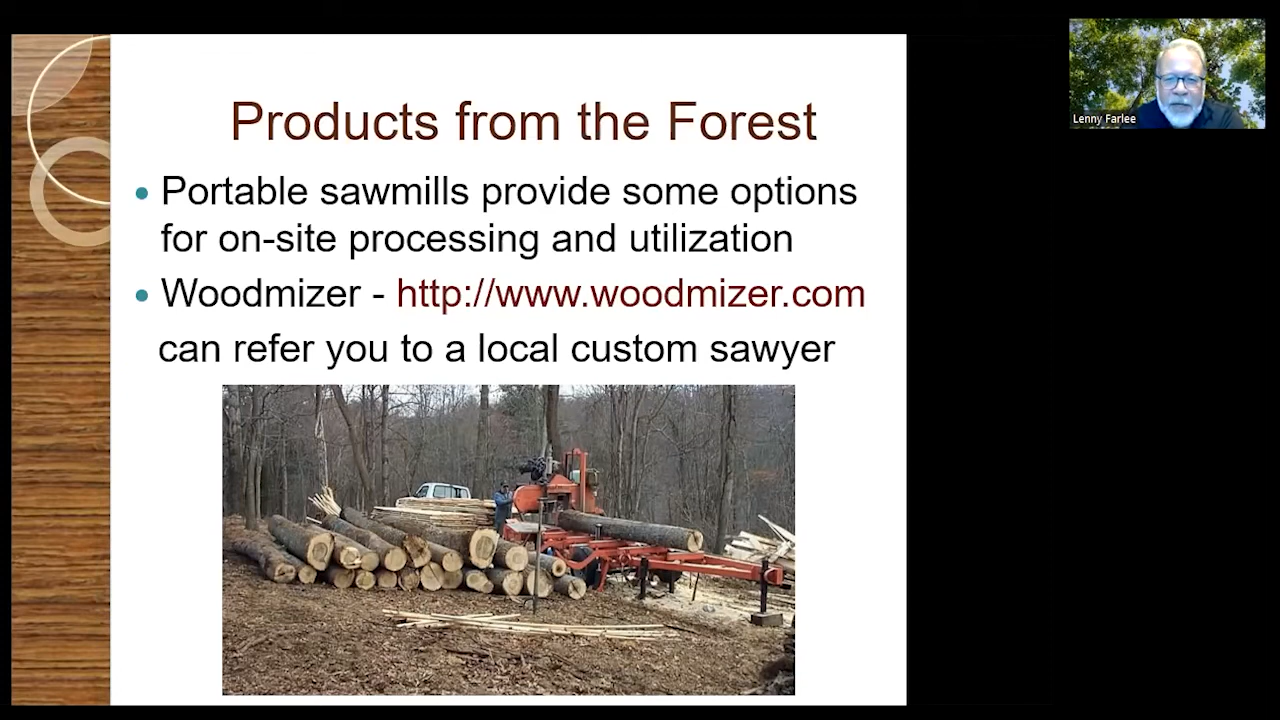 Products from the Forest
• Portable sawmills provide some options
for on-site processing and utilization
• Woodmizer - http://www.woodmizer.com
can refer you to a local custom sawyer
Lenny Farlee